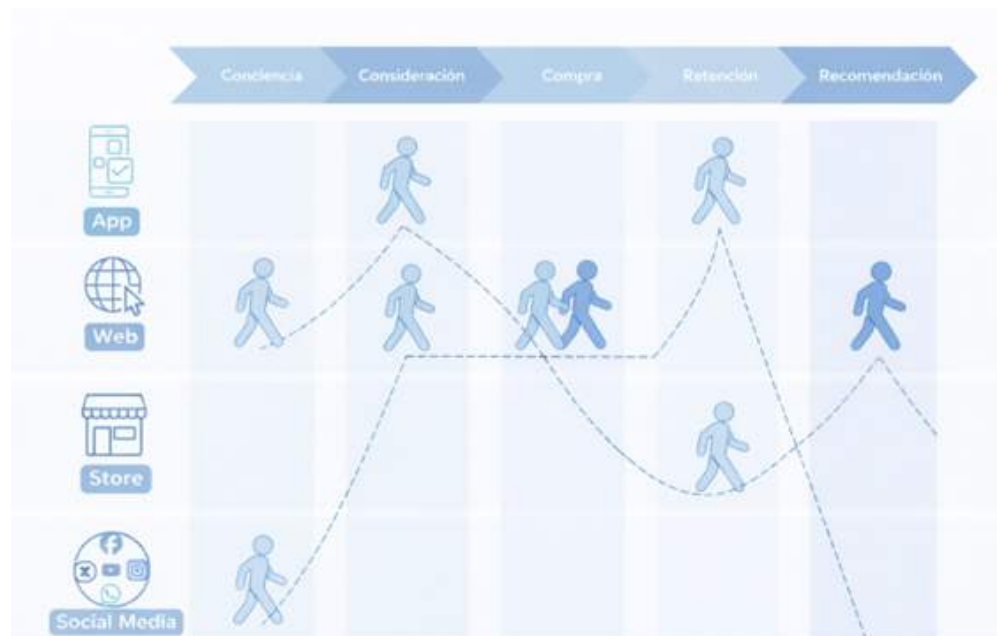 Conciencia
Consideración
Compra
Retención
Recomendación
App
Web
Store
Social Media